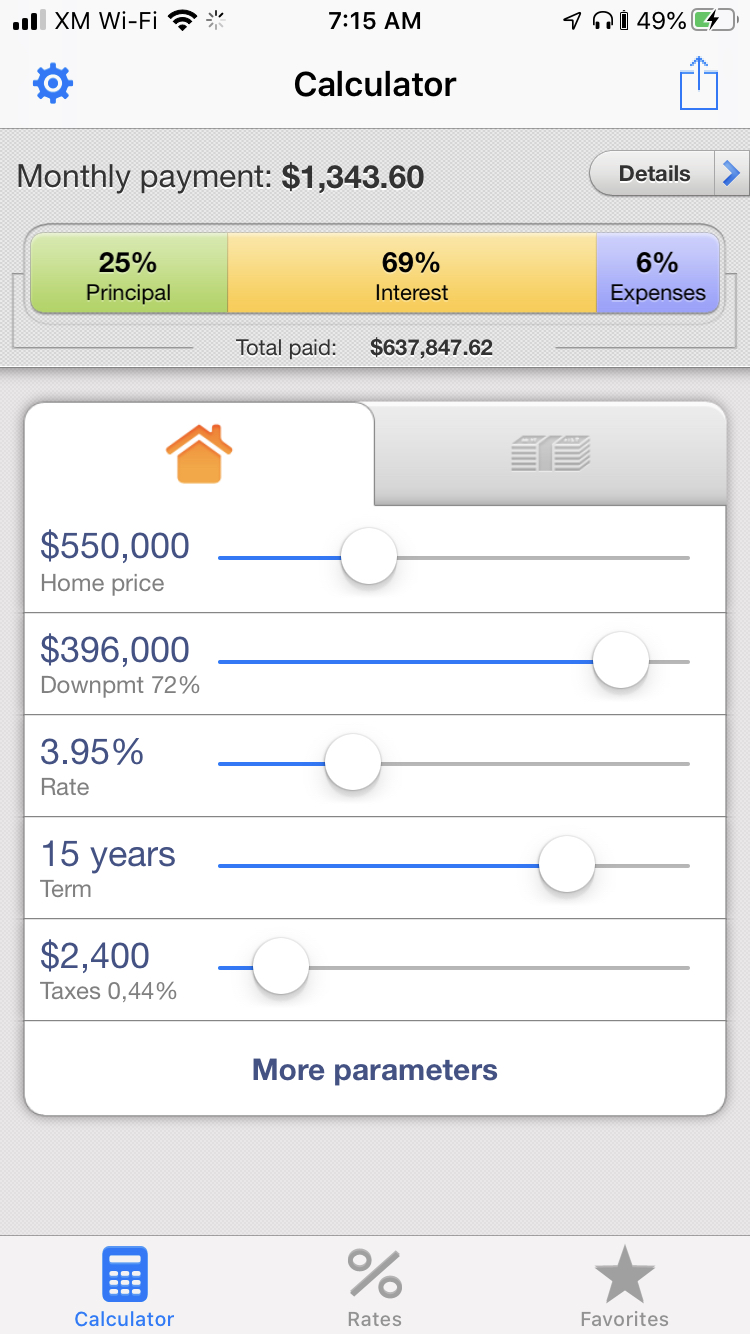 XM Wi-Fi 7:15 AM 49%
Calculator
Monthly payment: $1,343.60 Details
25% 69% 6%
Principal Interest Expenses
Total paid: $637,847.62
$550,000
Home price
$396,000
Downpmt 72%
3.95%
Rate
15 years
Term
$2,400
Taxes 0,44%
More parameters
Calculator Rates Favorites